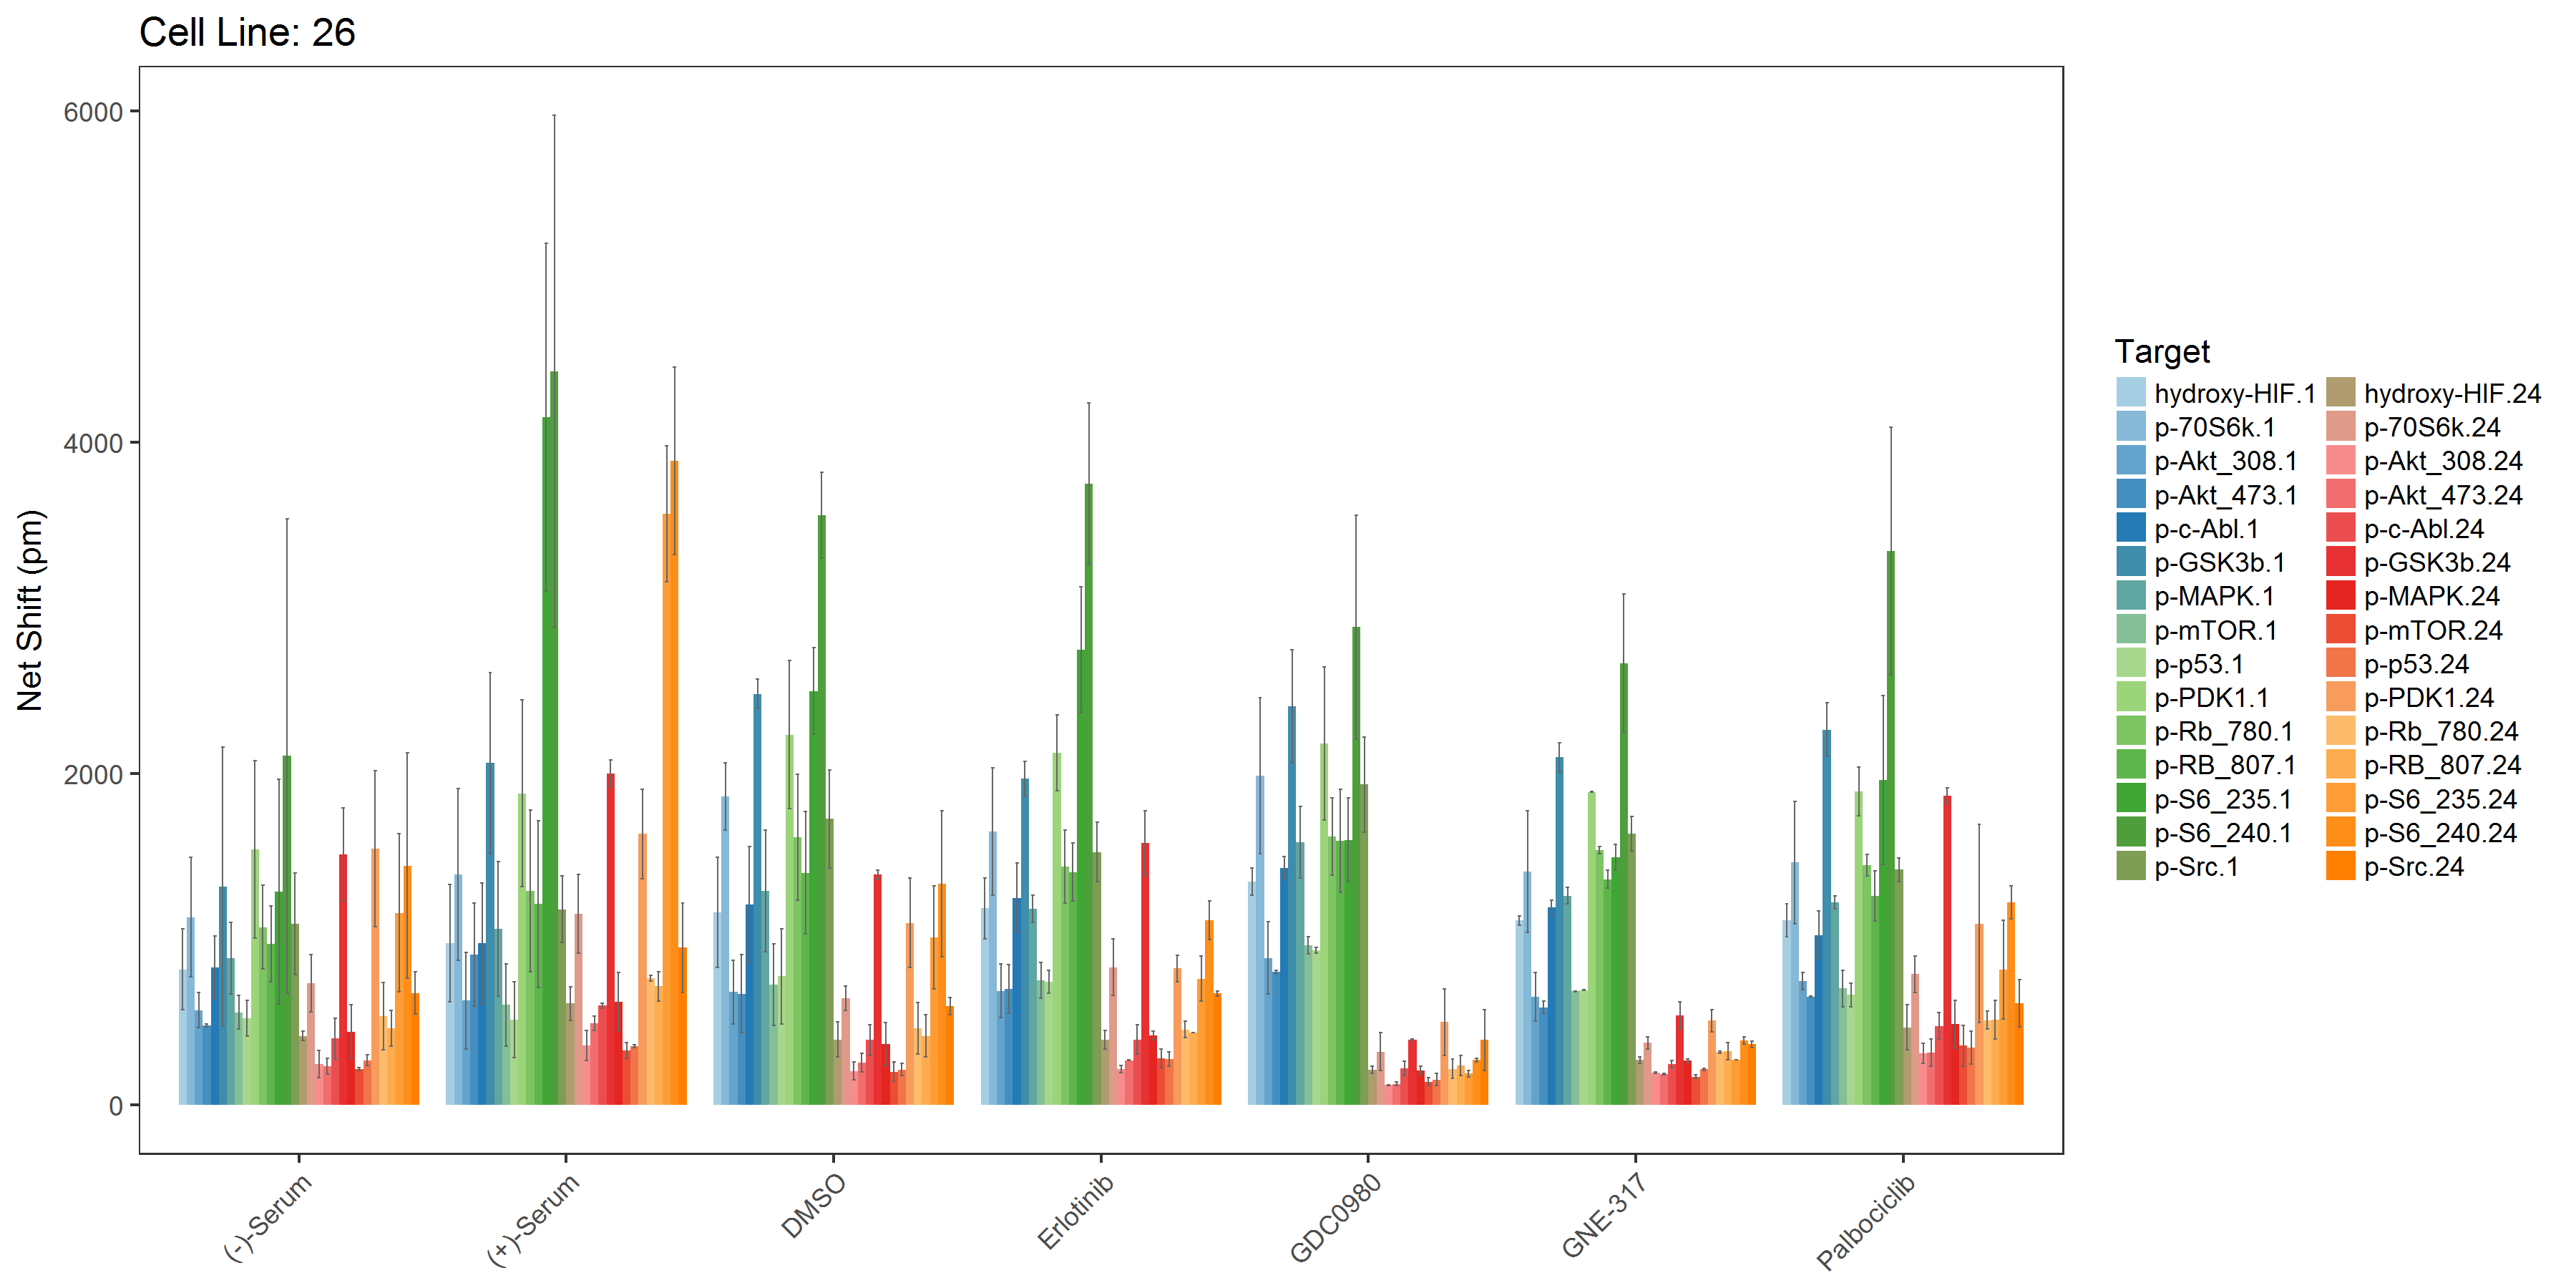 Cell Line: 26
6000
4000
2000
0
Net Shift (pm)
(-)-Serum
(+)-Serum
DMSO
Erlotinib
GDC0980
GNE-317
Palbociclib
Target
hydroxy-HIF.1 hydroxy-HIF.24
p-70S6k.1 p-70S6k.24
p-Akt_308.1 p-Akt_308.24
p-Akt_473.1 p-Akt_473.24
p-c-Abl.1 p-c-Abl.24
p-GSK3b.1 p-GSK3b.24
p-MAPK.1 p-MAPK.24
p-mTOR.1 p-mTOR.24
p-p53.1 p-p53.24
p-PDK1.1 p-PDK1.24
p-Rb_780.1 p-Rb_780.24
p-RB_807.1 p-RB_807.24
p-S6_235.1 p-S6_235.24
p-S6_240.1 p-S6_240.24
p-Src.1 p-Src.24